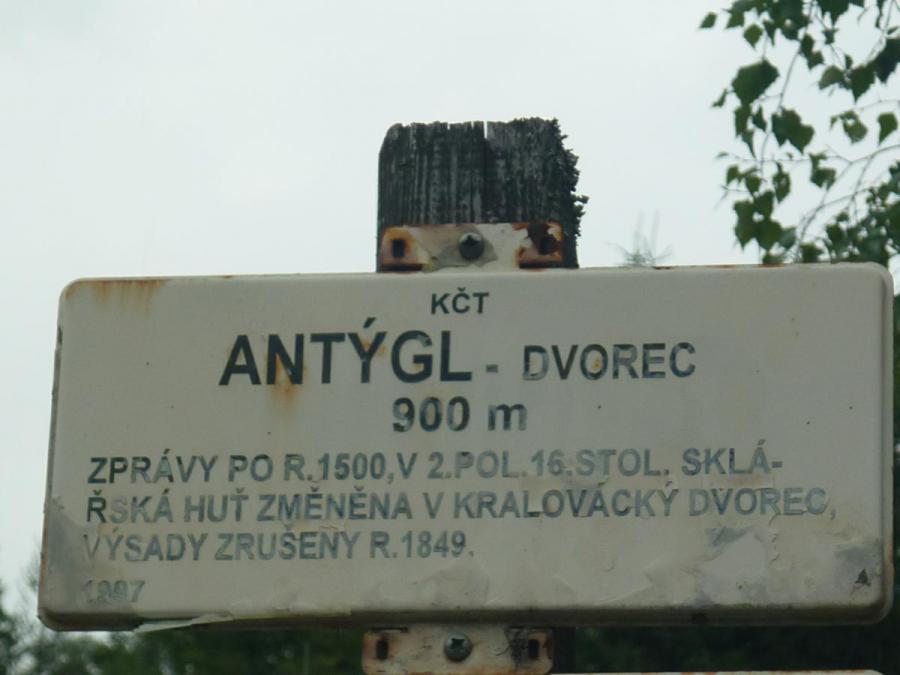 KČT
ANTÝGL - DVOREC
900 m
ZPRÁVY PO R.1500,V 2.POL.16.STOL. SKLÁ-
ŘSKÁ HUŤ ZMĚNĚNA V KRALOVÁCKÝ DVOREC,
VÝSADY ZRUŠENY R.1849.
1997